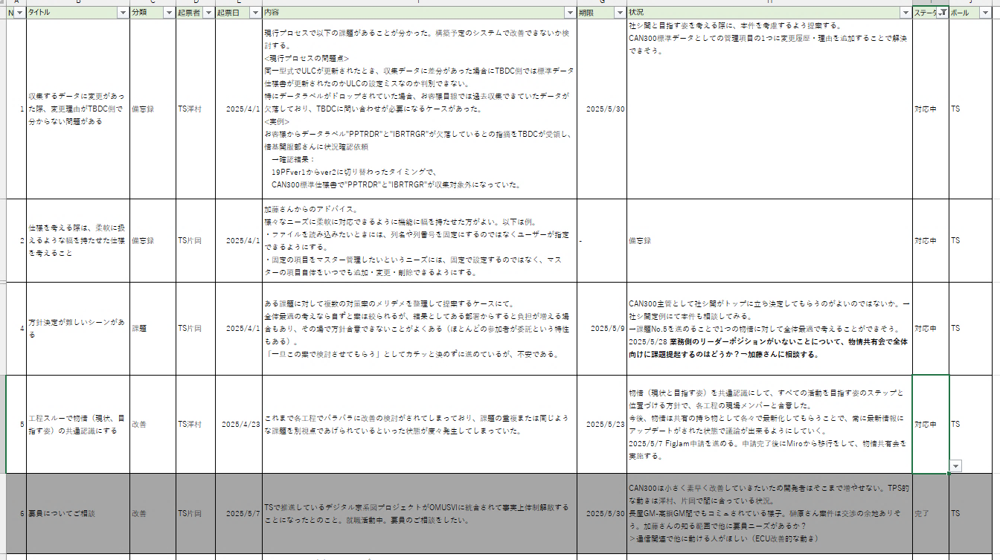 N
タイトル
分類
起票者
起票日
内容
期限
状況
ステータ
ボール
1
収集するデータに変更があっ
た際、変更理由がTBDC側で
分からない問題がある
備忘録
TS澤村
2025/4/1
現行プロセスで以下の課題があることが分かった。構築予定のシステムで改善できないか検
討する。
<現行プロセスの問題点>
同一型式でULCが更新されたとき、収集データに差分があった場合にTBDC側では標準データ
仕様書が更新されたのかULCの設定ミスなのか判別できない。
特にデータラベルがドロップされていた場合、お客様目線では過去収集できていたデータが
欠落しており、TBDCに問い合わせが必要になるケースがあった。
<実例>
お客様からデータラベル"PPTRDR"と"IBRTRGR"が欠落しているとの指摘をTBDCが受領し、
情基開服部さんに状況確認依頼
→確認結果：
19PFver1からver2に切り替わったタイミングで、
CAN300標準仕様書で"PPTRDR"と"IBRTRGR"が収集対象外になっていた。
2025/5/30
社シ開と目指す姿を考える際に、本件を考慮するよう提案する。
CAN300標準データとしての管理項目の1つに変更履歴・理由を追加することで解決
できそう。
対応中
TS
2
仕様を考える際は、柔軟に扱
えるような幅を持たせた仕様
を考えること
備忘録
TS片岡
2025/4/1
加藤さんからのアドバイス。
様々なニーズに柔軟に対応できるように機能に幅を持たせた方がよい。以下は例。
・ファイルを読み込みたいときには、列名や列番号を固定にするのではなくユーザーが指定
できるようにする。
・固定の項目をマスター管理したいというニーズには、固定で設定するのではなく、マス
ターの項目自体をいつでも追加・変更・削除できるようにする。
-
備忘録
対応中
TS
4
方針決定が難しいシーンがあ
る
課題
TS片岡
2025/4/1
ある課題に対して複数の対策案のメリデメを整理して提案するケースにて。
全体最適の考えなら自ずと案は絞られるが、結果としてある部署からすると負担が増える場
合もあり、その場で方針合意できないことがよくある（ほとんどの参加者が委託という特性
もある）。
「一旦この案で検討させてもらう」としてカチッと決めずに進めているが、不安である。
2025/5/9
CAN300主管として社シ開がトップに立ち決定してもらうのがよいのではないか。→
社シ開定例にて本件も相談してみる。
→課題No.5を進めることで1つの物情に対して全体最適で考えることができそう。
2025/5/28 業務側のリーダーポジションがいないことについて、物情共有会で全体
向けに課題提起するのはどうか？→加藤さんに相談する。
対応中
TS
5
工程スルーで物情（現状、目
指す姿）の共通認識にする
改善
TS澤村
2025/4/23
これまで各工程でバラバラに改善の検討がされてしまっており、課題の重複または同じよう
な課題を別視点であげられているといった状態が度々発生してしまっていた。
2025/5/23
物情（現状と目指す姿）を共通認識にして、すべての活動を目指す姿のステップと
位置づける方針で、各工程の現場メンバーと合意した。
今後、物情は共有の持ち物として各々で最新化してもらうことで、常に最新情報に
アップデートがされた状態で議論が出来るようにしていく。
2025/5/7 FigJam申請を進める。申請完了後にMiroから移行をして、物情共有会を
実施する。
対応中
TS
6
要員についてご相談
改善
TS片岡
2025/5/7
TSで推進しているデジタル家系図プロジェクトがOMUSVIに統合されて事実上体制解散する
ことになったとのこと。就職活動中。要員のご相談をしたい。
2025/5/30
CAN300は小さく素早く改善していきたいため開発者はそこまで増やせない。TPS的
な動きは澤村、片岡で間に合っている状況。
長屋GM-高綱GM間でもコミュされている様子。榊原さん案件は交渉の余地ありそ
う。加藤さんの知る範囲で他に要員ニーズがあるか？
＞通信関連で他に動ける人がほしい（ECU改善的な動き）
完了
TS